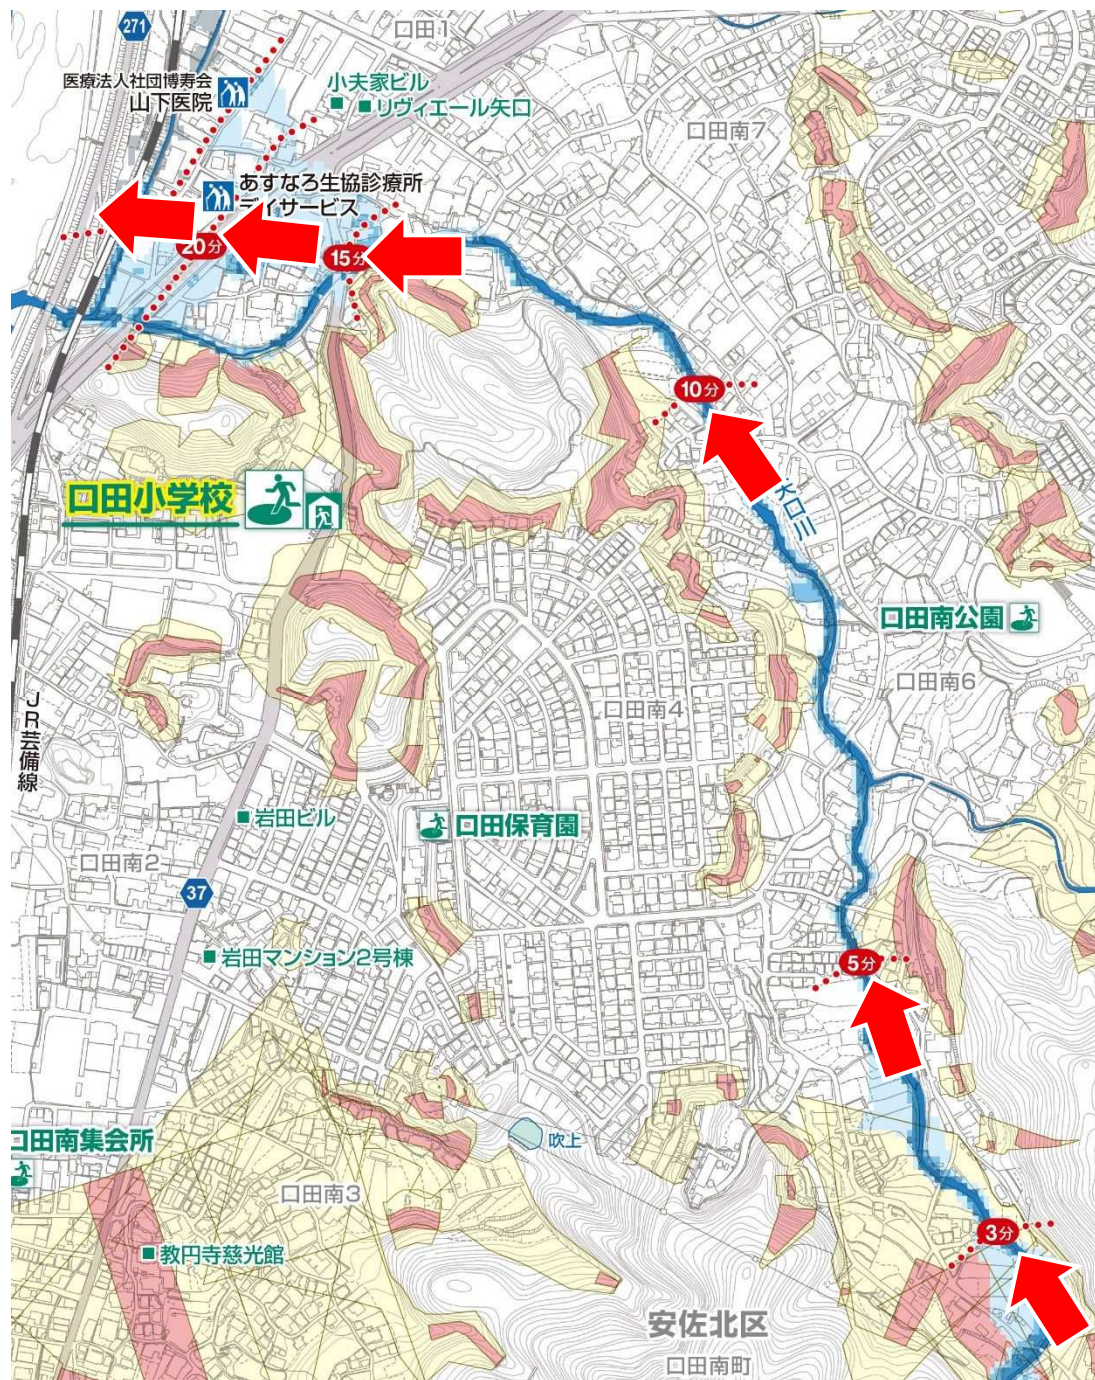 271
口田1
医療法人社団博寿会
山下医院
小夫家ビル
リヴィエール矢口
口田南7
あすなろ生協診療所
デイサービス
20分
15分
10分
口田小学校
矢口川
口田南公園
口田南6
口田南4
JR芸備線
岩田ビル
口田保育園
口田南2
37
岩田マンション2号棟
5分
吹上
口田南集会所
口田南3
3分
教円寺慈光館
安佐北区
口田南町